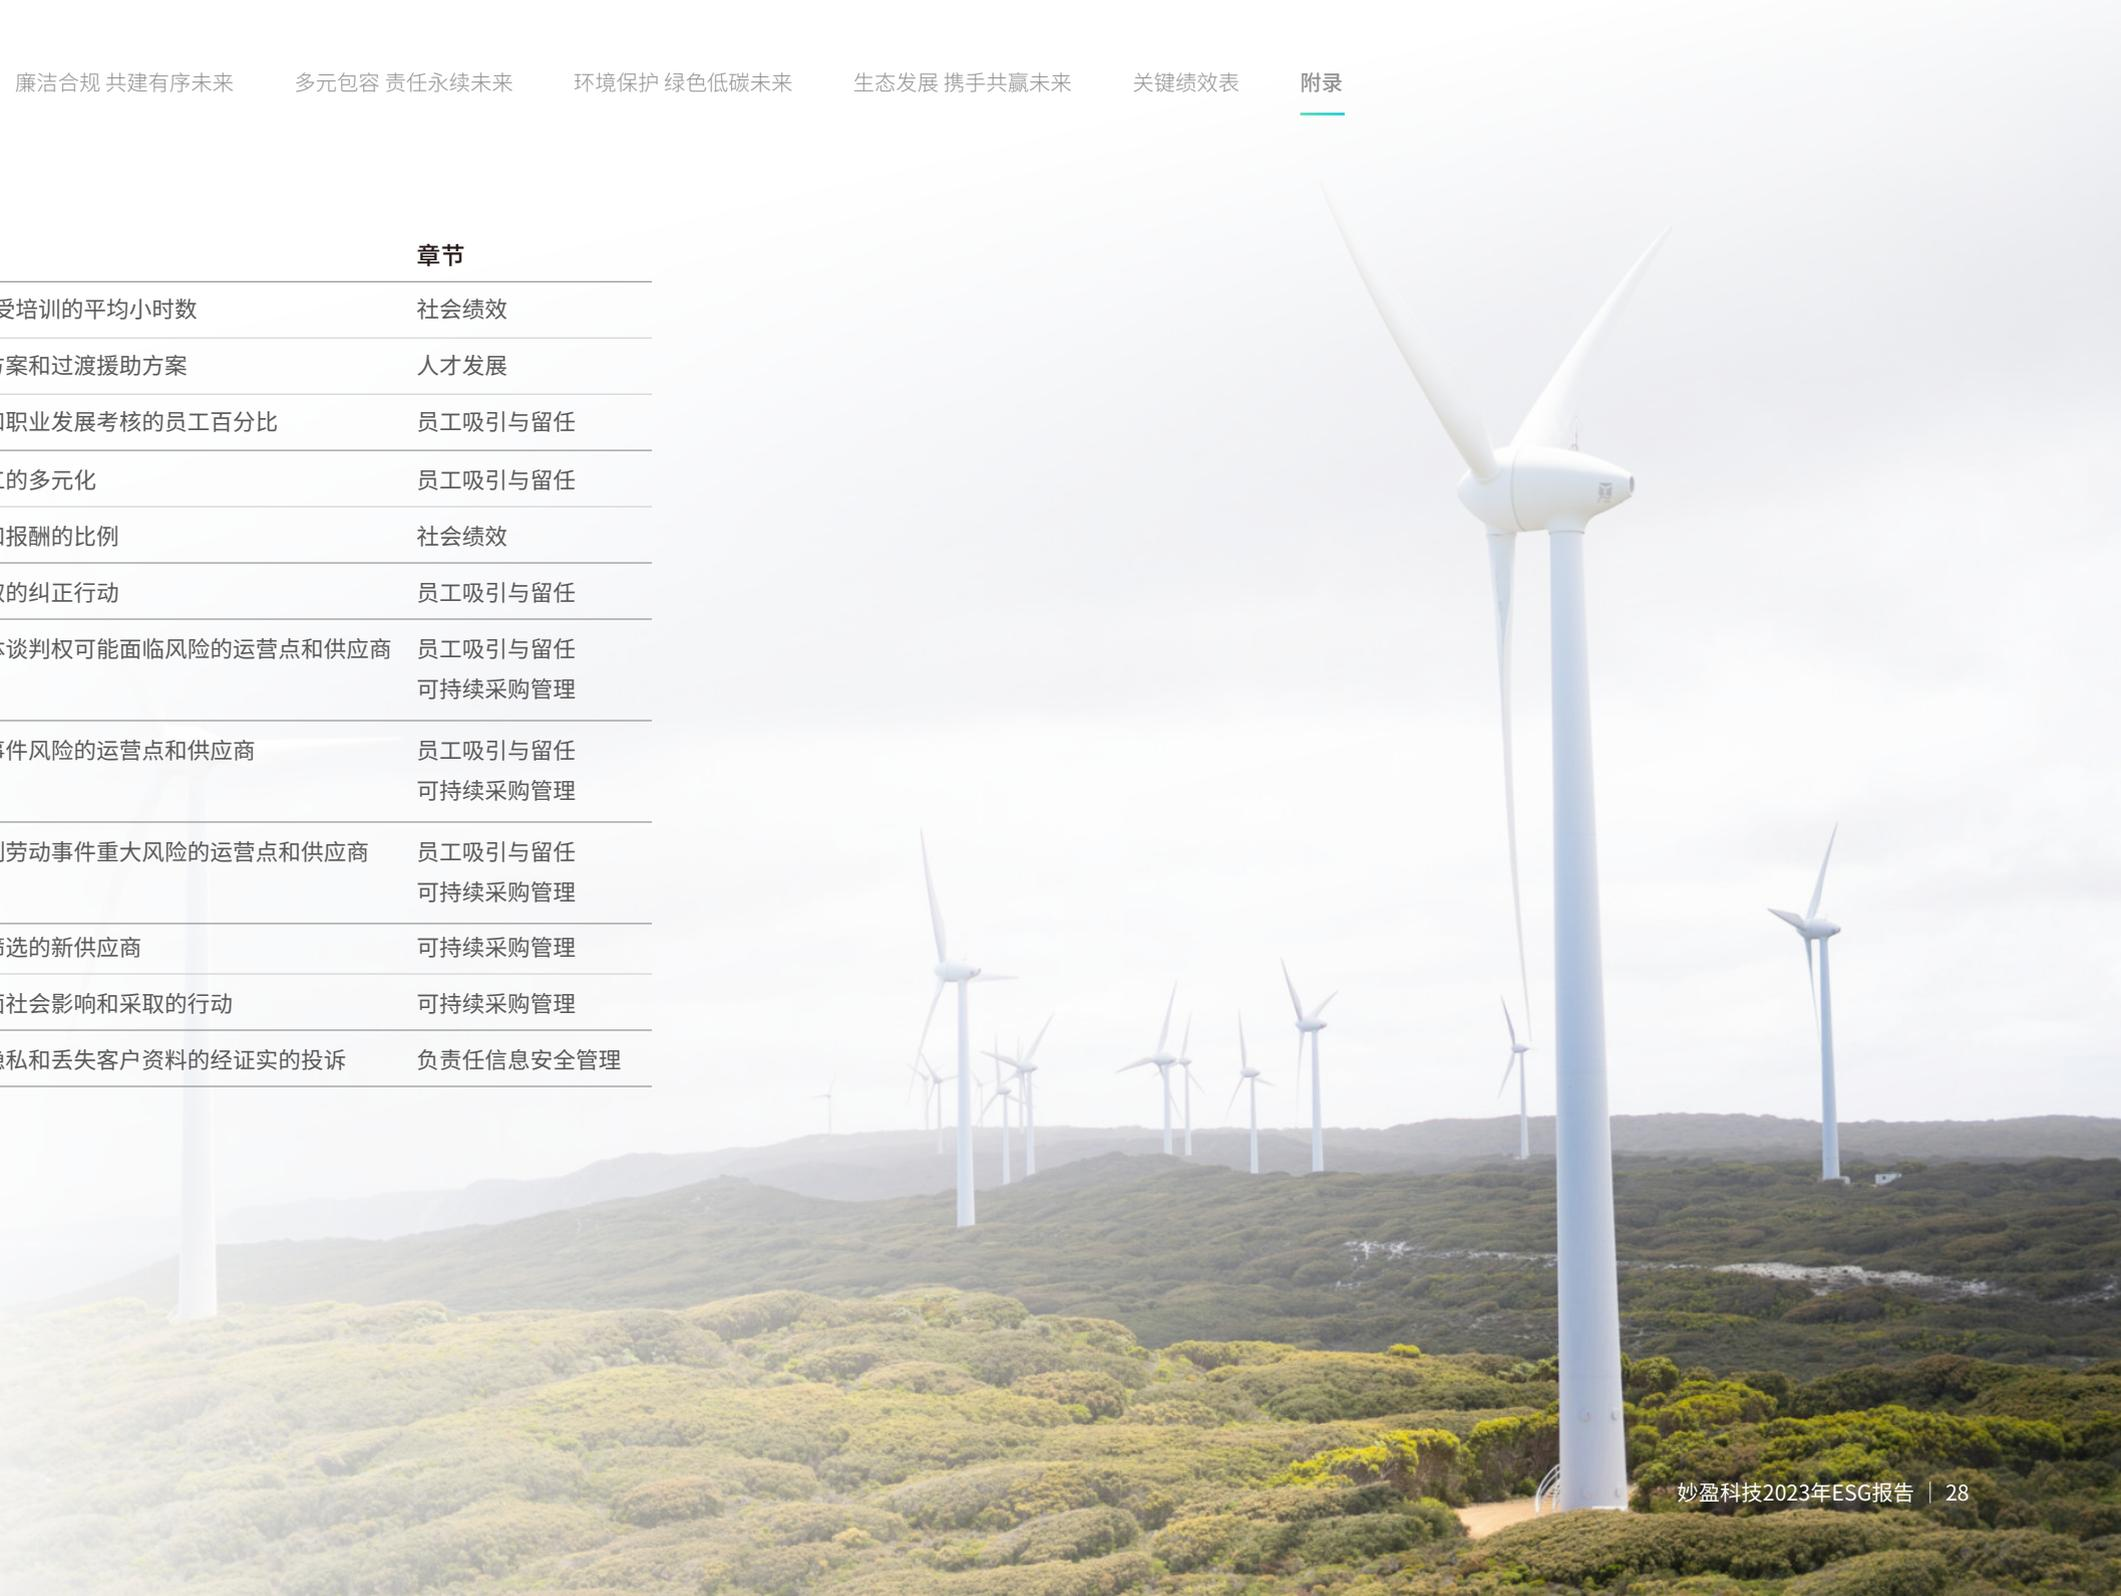 廉洁合规 共建有序未来 多元包容 责任永续未来 环境保护 绿色低碳未来 生态发展 携手共赢未来 关键绩效表 附录
章节
受培训的平均小时数 社会绩效
方案和过渡援助方案 人才发展
和职业发展考核的员工百分比 员工吸引与留任
工的多元化 员工吸引与留任
和报酬的比例 社会绩效
取的纠正行动 员工吸引与留任
体谈判权可能面临风险的运营点和供应商 员工吸引与留任
可持续采购管理
事件风险的运营点和供应商 员工吸引与留任
可持续采购管理
制劳动事件重大风险的运营点和供应商 员工吸引与留任
可持续采购管理
筛选的新供应商 可持续采购管理
面社会影响和采取的行动 可持续采购管理
隐私和丢失客户资料的经证实的投诉 负责任信息安全管理
妙盈科技2023年ESG报告 | 28